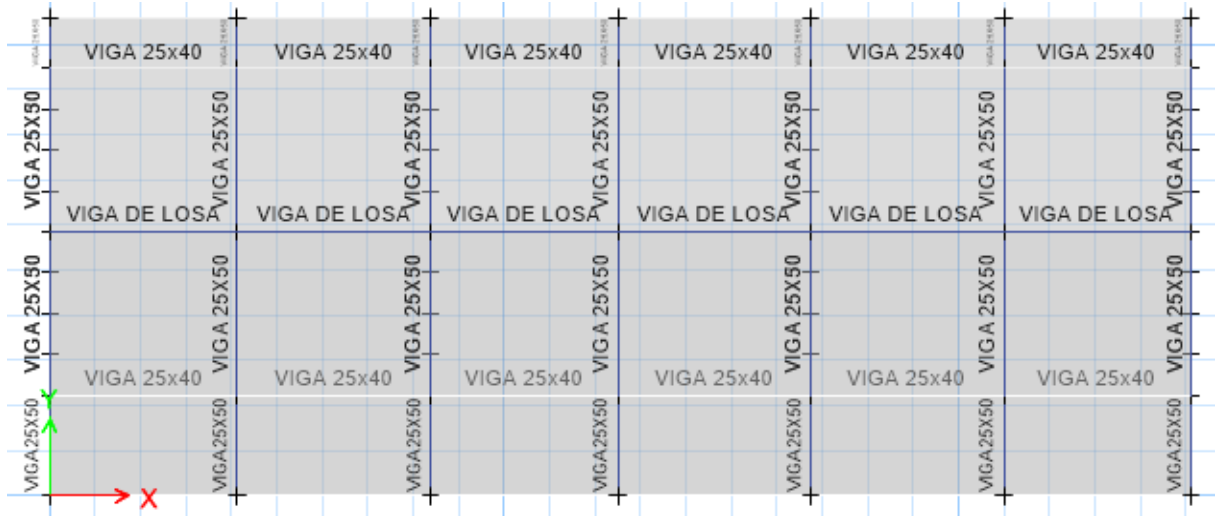 VIGA 25x40 VIGA 25x40 VIGA 25x40 VIGA 25x40 VIGA 25x40 VIGA 25x40
VIGA 25X50 VIGA 25X50 VIGA 25X50 VIGA 25X50 VIGA 25X50 VIGA 25X50 VIGA 25X50
VIGA DE LOSA VIGA DE LOSA VIGA DE LOSA VIGA DE LOSA VIGA DE LOSA VIGA DE LOSA
VIGA 25X50 VIGA 25X50 VIGA 25X50 VIGA 25X50 VIGA 25X50 VIGA 25X50 VIGA 25X50
VIGA 25x40 VIGA 25x40 VIGA 25x40 VIGA 25x40 VIGA 25x40 VIGA 25x40
Y
VIGA25X50 VIGA25X50 VIGA25X50 VIGA25X50 VIGA25X50 VIGA25X50 VIGA25X50
X